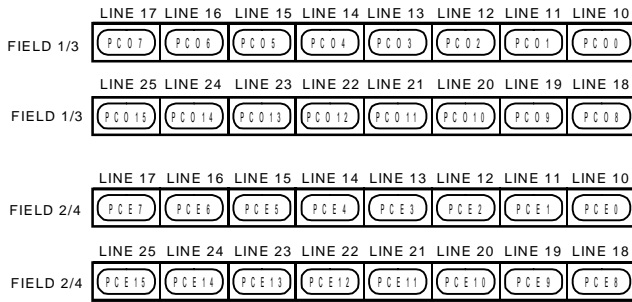 LINE 17 LINE 16 LINE 15 LINE 14 LINE 13 LINE 12 LINE 11 LINE 10
FIELD 1/3 PCO7 PCO6 PCO5 PCO4 PCO3 PCO2 PCO1 PCO0
LINE 25 LINE 24 LINE 23 LINE 22 LINE 21 LINE 20 LINE 19 LINE 18
FIELD 1/3 PCO15 PCO14 PCO13 PCO12 PCO11 PCO10 PCO9 PCO8
LINE 17 LINE 16 LINE 15 LINE 14 LINE 13 LINE 12 LINE 11 LINE 10
FIELD 2/4 PCE7 PCE6 PCE5 PCE4 PCE3 PCE2 PCE1 PCE0
LINE 25 LINE 24 LINE 23 LINE 22 LINE 21 LINE 20 LINE 19 LINE 18
FIELD 2/4 PCE15 PCE14 PCE13 PCE12 PCE11 PCE10 PCE9 PCE8